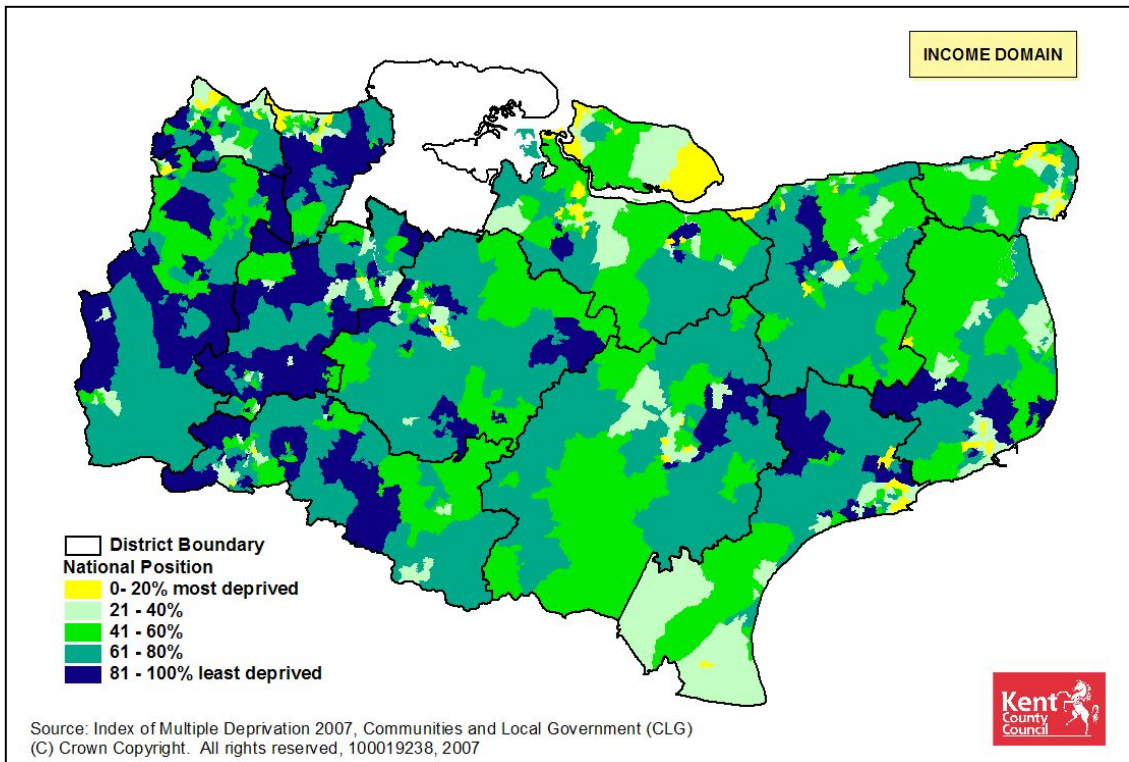 INCOME DOMAIN
District Boundary
National Position
0- 20% most deprived
21 - 40%
41 - 60%
61 - 80%
81 - 100% least deprived
Source: Index of Multiple Deprivation 2007, Communities and Local Government (CLG)
(C) Crown Copyright.  All rights reserved, 100019238, 2007
Kent
County
Council